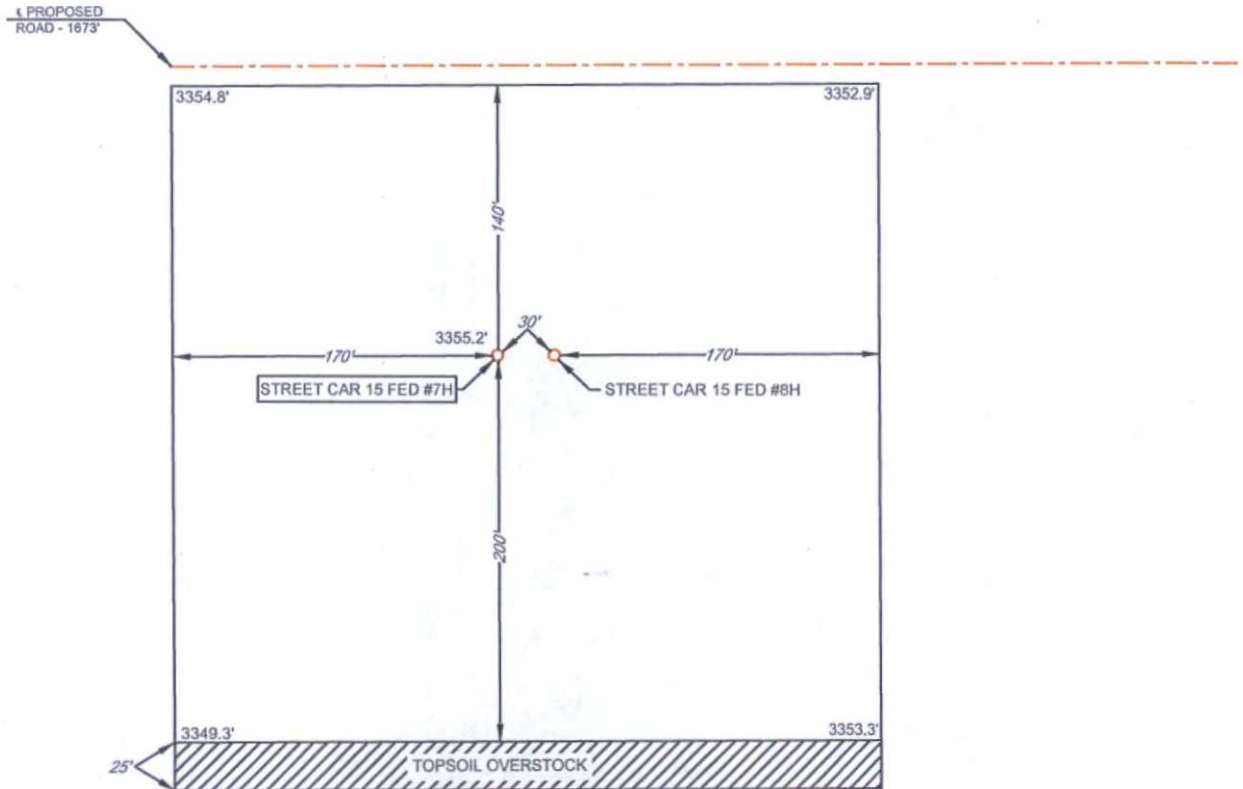 ℄ PROPOSED
ROAD - 1673'
3354.8'
3352.9'
140'
3355.2'
30'
170'
170'
STREET CAR 15 FED #7H
STREET CAR 15 FED #8H
200'
3349.3'
3353.3'
25'
TOPSOIL OVERSTOCK